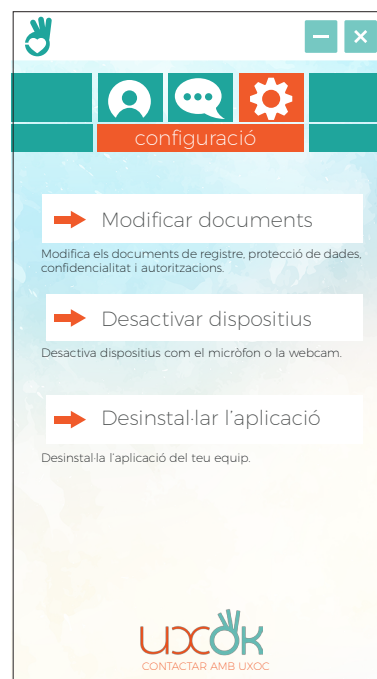 configuració
Modificar documents
Modifica els documents de registre, protecció de dades,
confidencialitat i autoritzacions.
Desactivar dispositius
Desactiva dispositius com el micròfon o la webcam.
Desinstal·lar l’aplicació
Desinstal·la l’aplicació del teu equip.
UXOK
CONTACTAR AMB UXOC